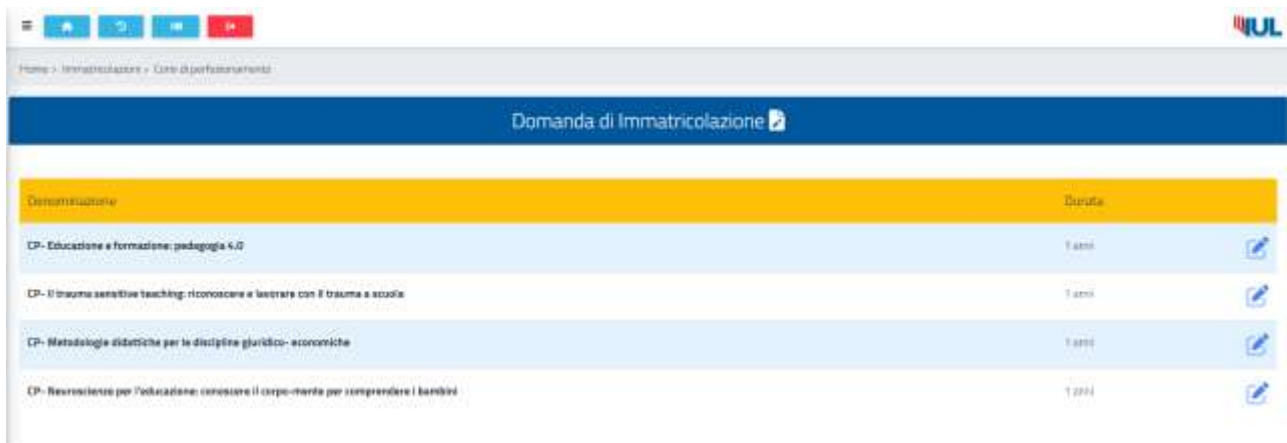 IUL
Home > Immatricolazioni > Corsi di perfezionamento
Domanda di Immatricolazione
Denominazione Durata
CP- Educazione e formazione: pedagogia 4.0 1 anni
CP- Il trauma sensitive teaching: riconoscere e lavorare con il trauma a scuola 1 anni
CP- Metodologie didattiche per le discipline giuridico- economiche 1 anni
CP- Neuroscienze per l'educazione: conoscere il corpo-mente per comprendere i bambini 1 anni